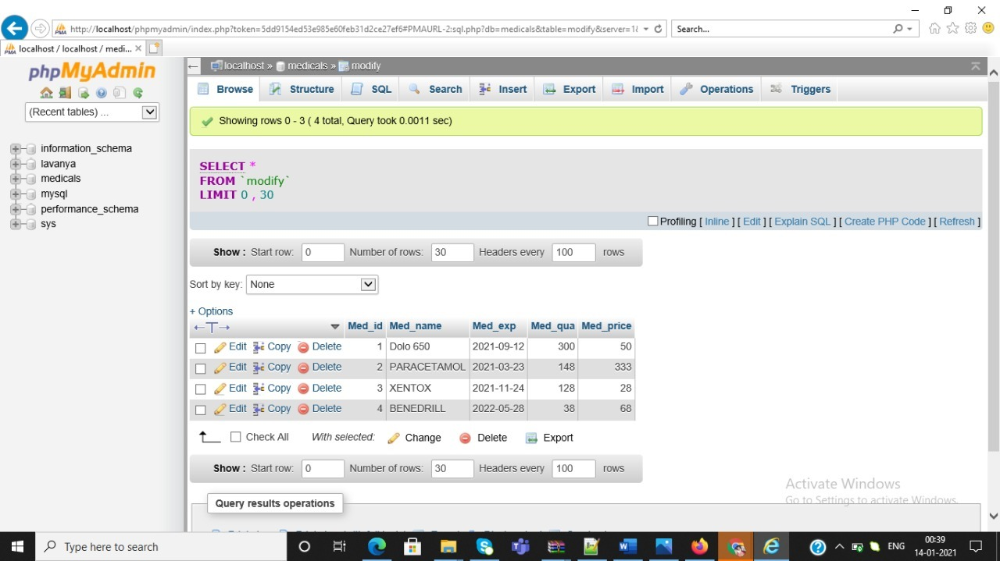 http://localhost/phpmyadmin/index.php?token=5dd9154ed53e985e60feb31d2ce27ef6#PMAURL-2:sql.php?db=medicals&table=modify&server=1&
Search...
localhost / localhost / medi...
phpMyAdmin
(Recent tables) ...
information_schema
lavanya
medicals
mysql
performance_schema
sys
localhost » medicals » modify
Browse Structure SQL Search Insert Export Import Operations Triggers
Showing rows 0 - 3 ( 4 total, Query took 0.0011 sec)
SELECT *
FROM `modify`
LIMIT 0 , 30
Profiling [ Inline ] [ Edit ] [ Explain SQL ] [ Create PHP Code ] [ Refresh ]
Show : Start row: 0 Number of rows: 30 Headers every 100 rows
Sort by key: None
+ Options
←T→ Med_id Med_name Med_exp Med_qua Med_price
Edit Copy Delete 1 Dolo 650 2021-09-12 300 50
Edit Copy Delete 2 PARACETAMOL 2021-03-23 148 333
Edit Copy Delete 3 XENTOX 2021-11-24 128 28
Edit Copy Delete 4 BENEDRILL 2022-05-28 38 68
Check All With selected: Change Delete Export
Show : Start row: 0 Number of rows: 30 Headers every 100 rows
Activate Windows
Go to Settings to activate Windows.
Query results operations
Type here to search
ENG
00:39
14-01-2021